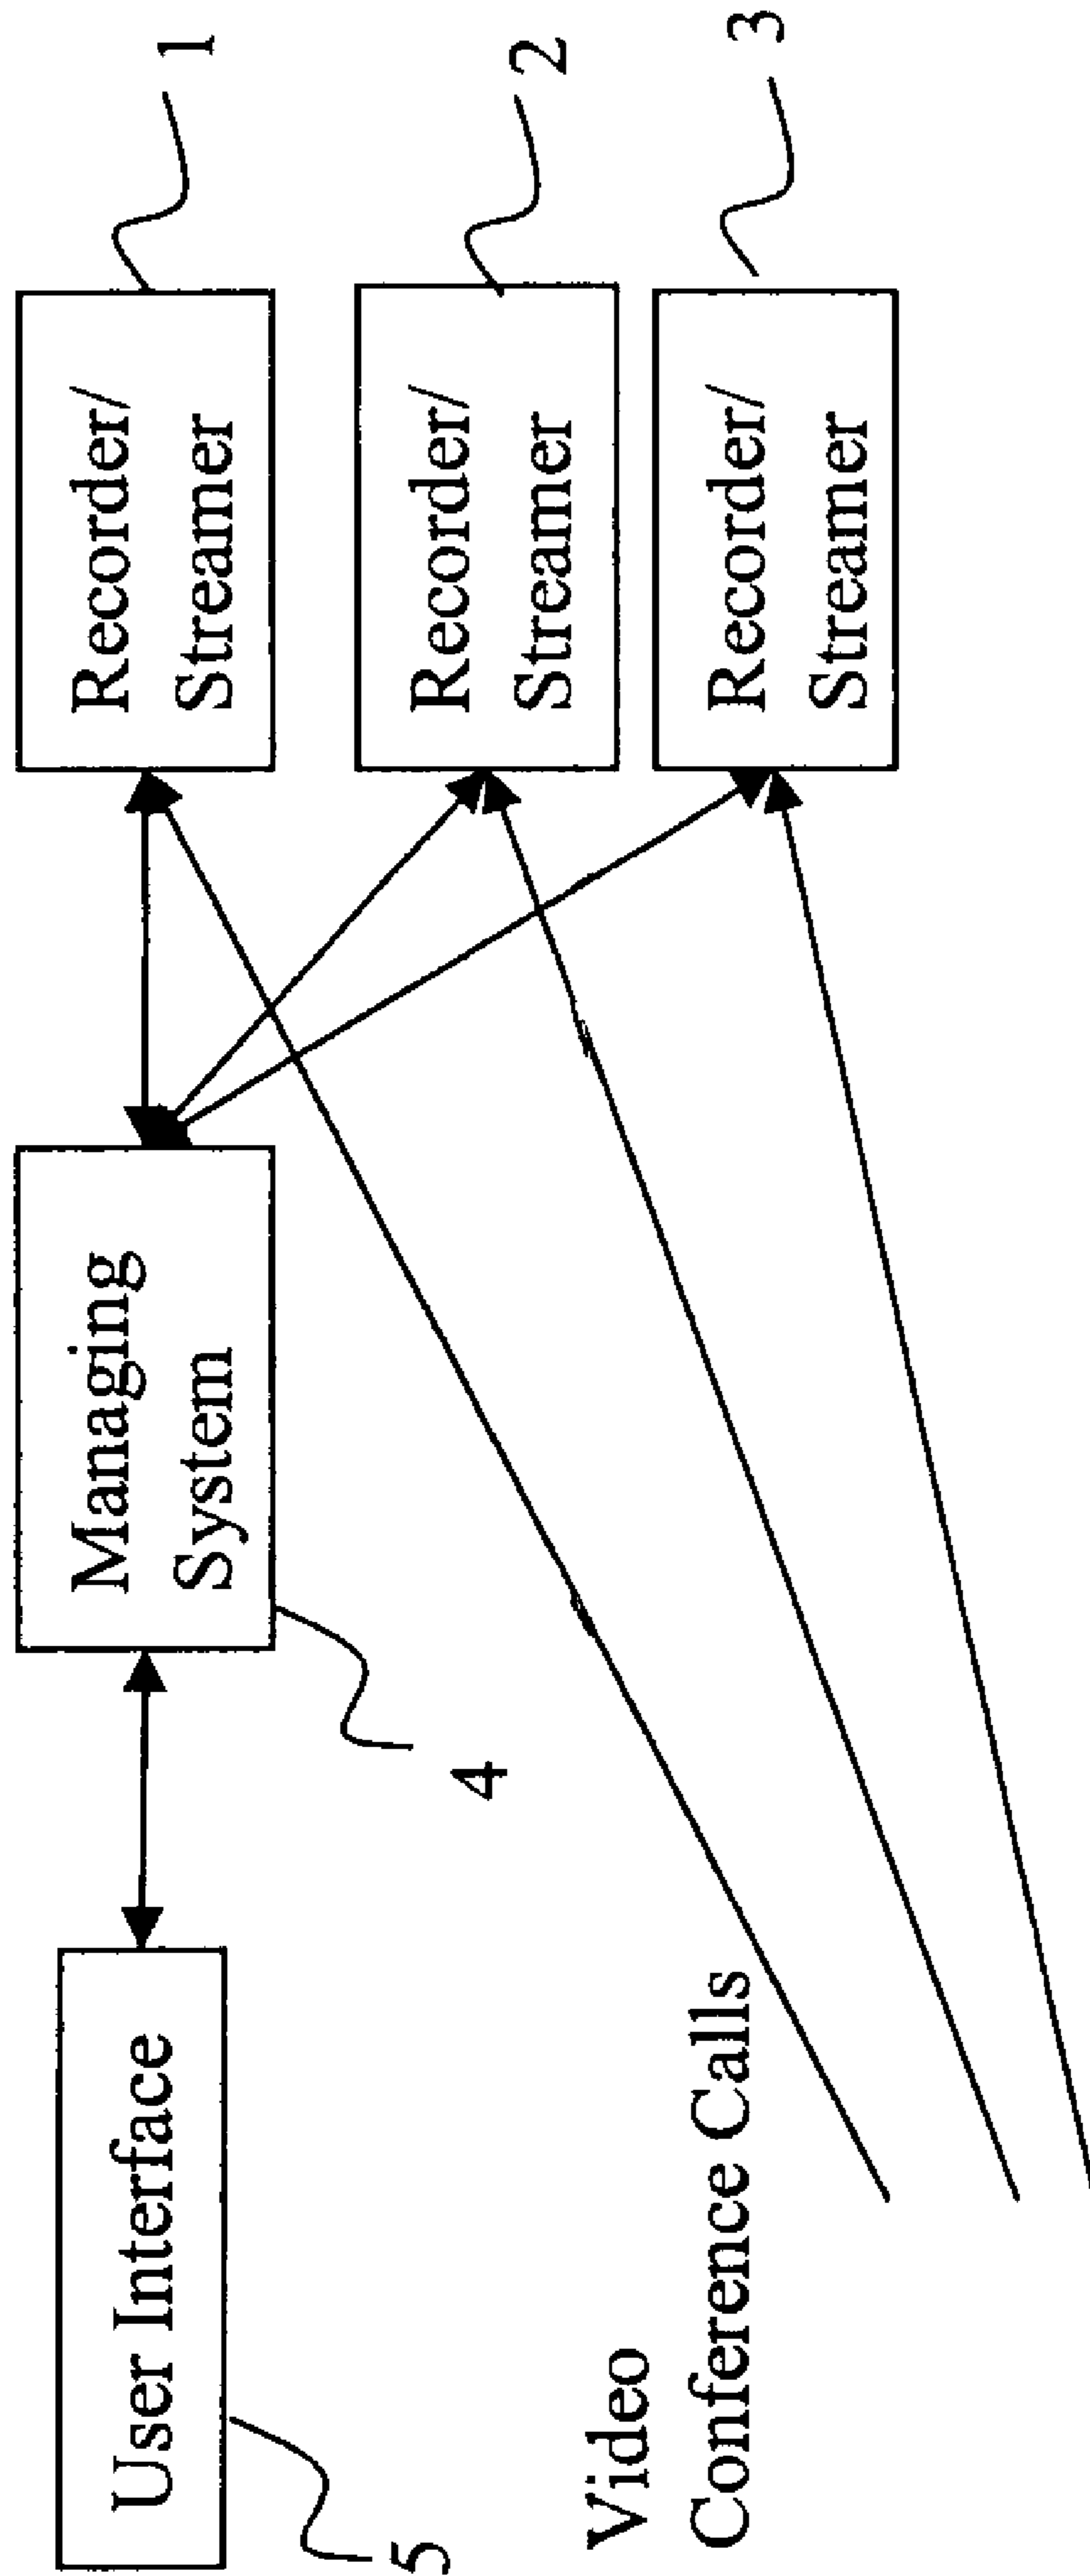 User Interface
5
Managing
System
4
Recorder/
Streamer
1
Recorder/
Streamer
2
Recorder/
Streamer
3
Video
Conference Calls